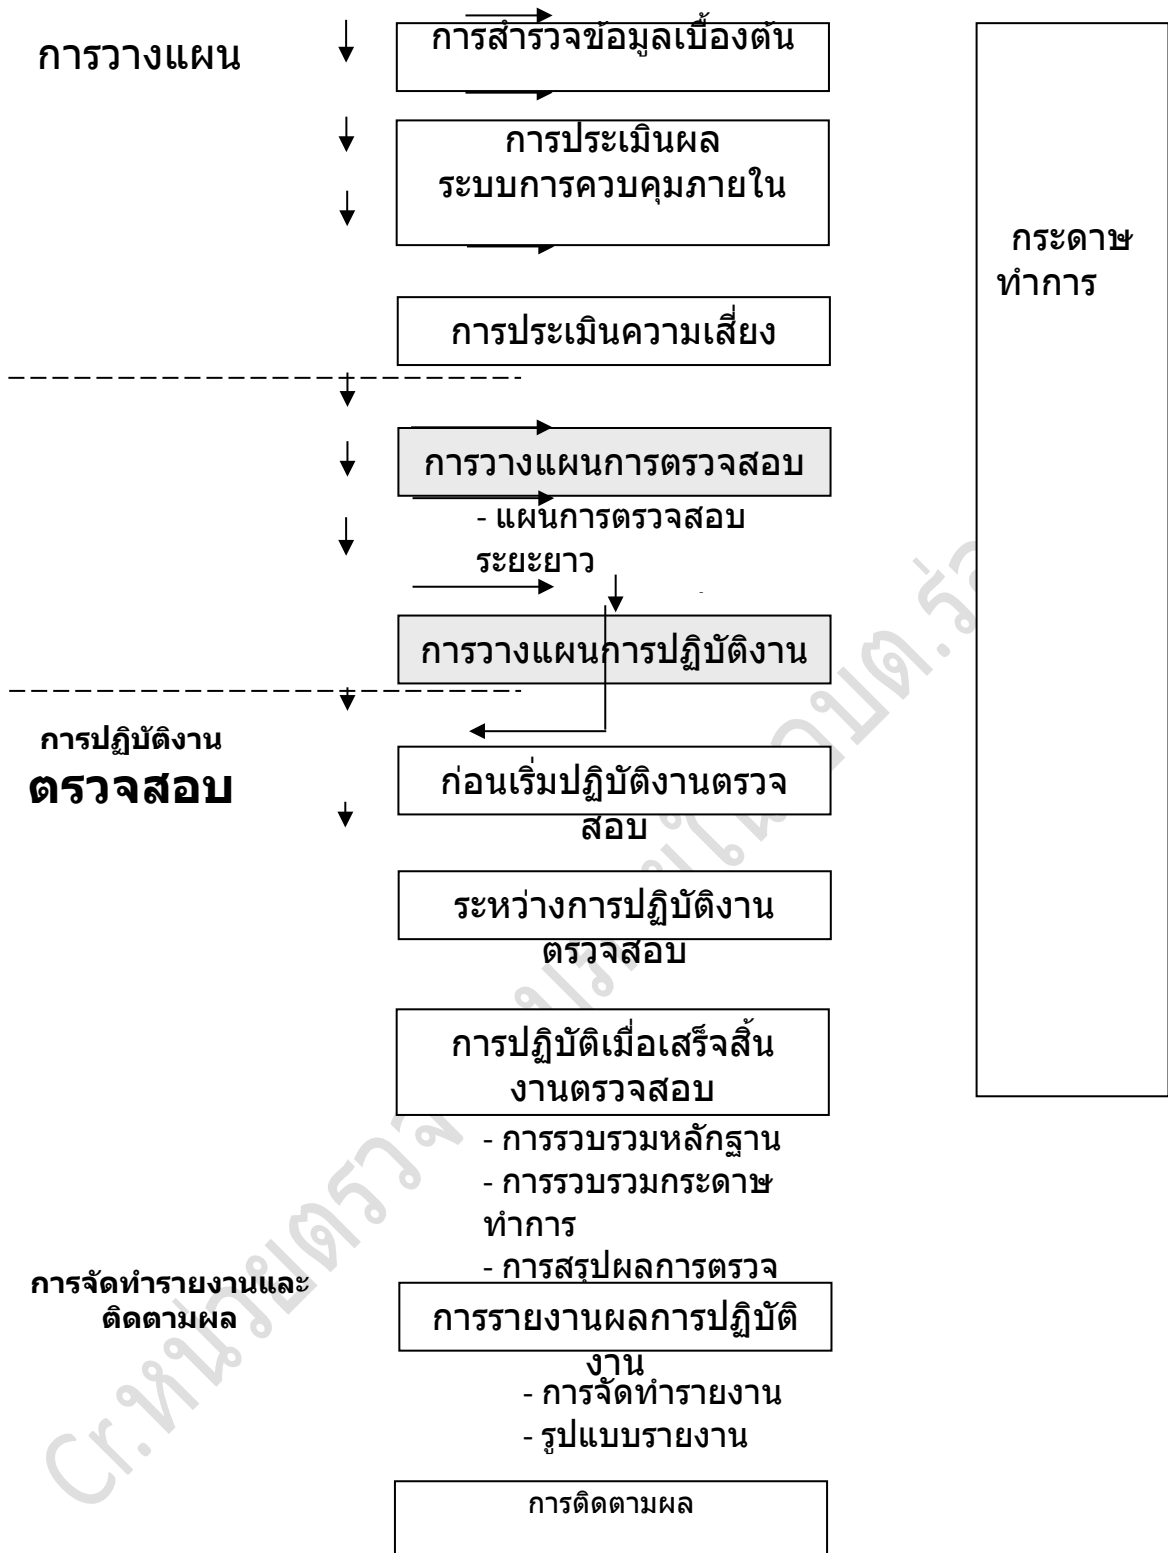 การวางแผน
การสำรวจข้อมูลเบื้องต้น
การประเมินผล
ระบบการควบคุมภายใน
กระดาษ
ทำการ
การประเมินความเสี่ยง
การวางแผนการตรวจสอบ
- แผนการตรวจสอบ
ระยะยาว
การวางแผนการปฏิบัติงาน
การปฏิบัติงาน
ตรวจสอบ
ก่อนเริ่มปฏิบัติงานตรวจ
สอบ
ระหว่างการปฏิบัติงาน
ตรวจสอบ
การปฏิบัติเมื่อเสร็จสิ้น
งานตรวจสอบ
- การรวบรวมหลักฐาน
- การรวบรวมกระดาษ
ทำการ
- การสรุปผลการตรวจ
การจัดทำรายงานและ
ติดตามผล
การรายงานผลการปฏิบัติ
งาน
- การจัดทำรายงาน
- รูปแบบรายงาน
การติดตามผล
Cr.หน่วยตรวจ